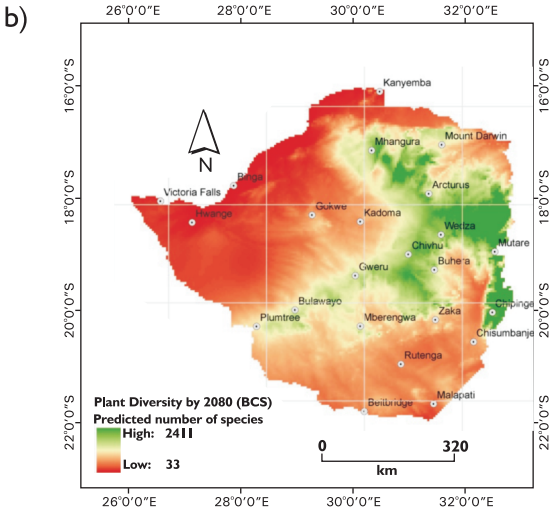 b)
26°0'0"E 28°0'0"E 30°0'0"E 32°0'0"E
16°0'0"S
18°0'0"S
20°0'0"S
22°0'0"S
16°0'0"S
18°0'0"S
20°0'0"S
22°0'0"S
N
Kanyemba
Mount Darwin
Mhangura
Binga
Victoria Falls
Arcturus
Hwange
Gokwe
Kadoma
Wedza
Mutare
Chivhu
Buhera
Gweru
Bulawayo
Chipinge
Plumtree
Mberengwa
Zaka
Chisumbanje
Rutenga
Malapati
Beitbridge
Plant Diversity by 2080 (BCS)
Predicted number of species
High: 2411
Low: 33
0 320
km
26°0'0"E 28°0'0"E 30°0'0"E 32°0'0"E